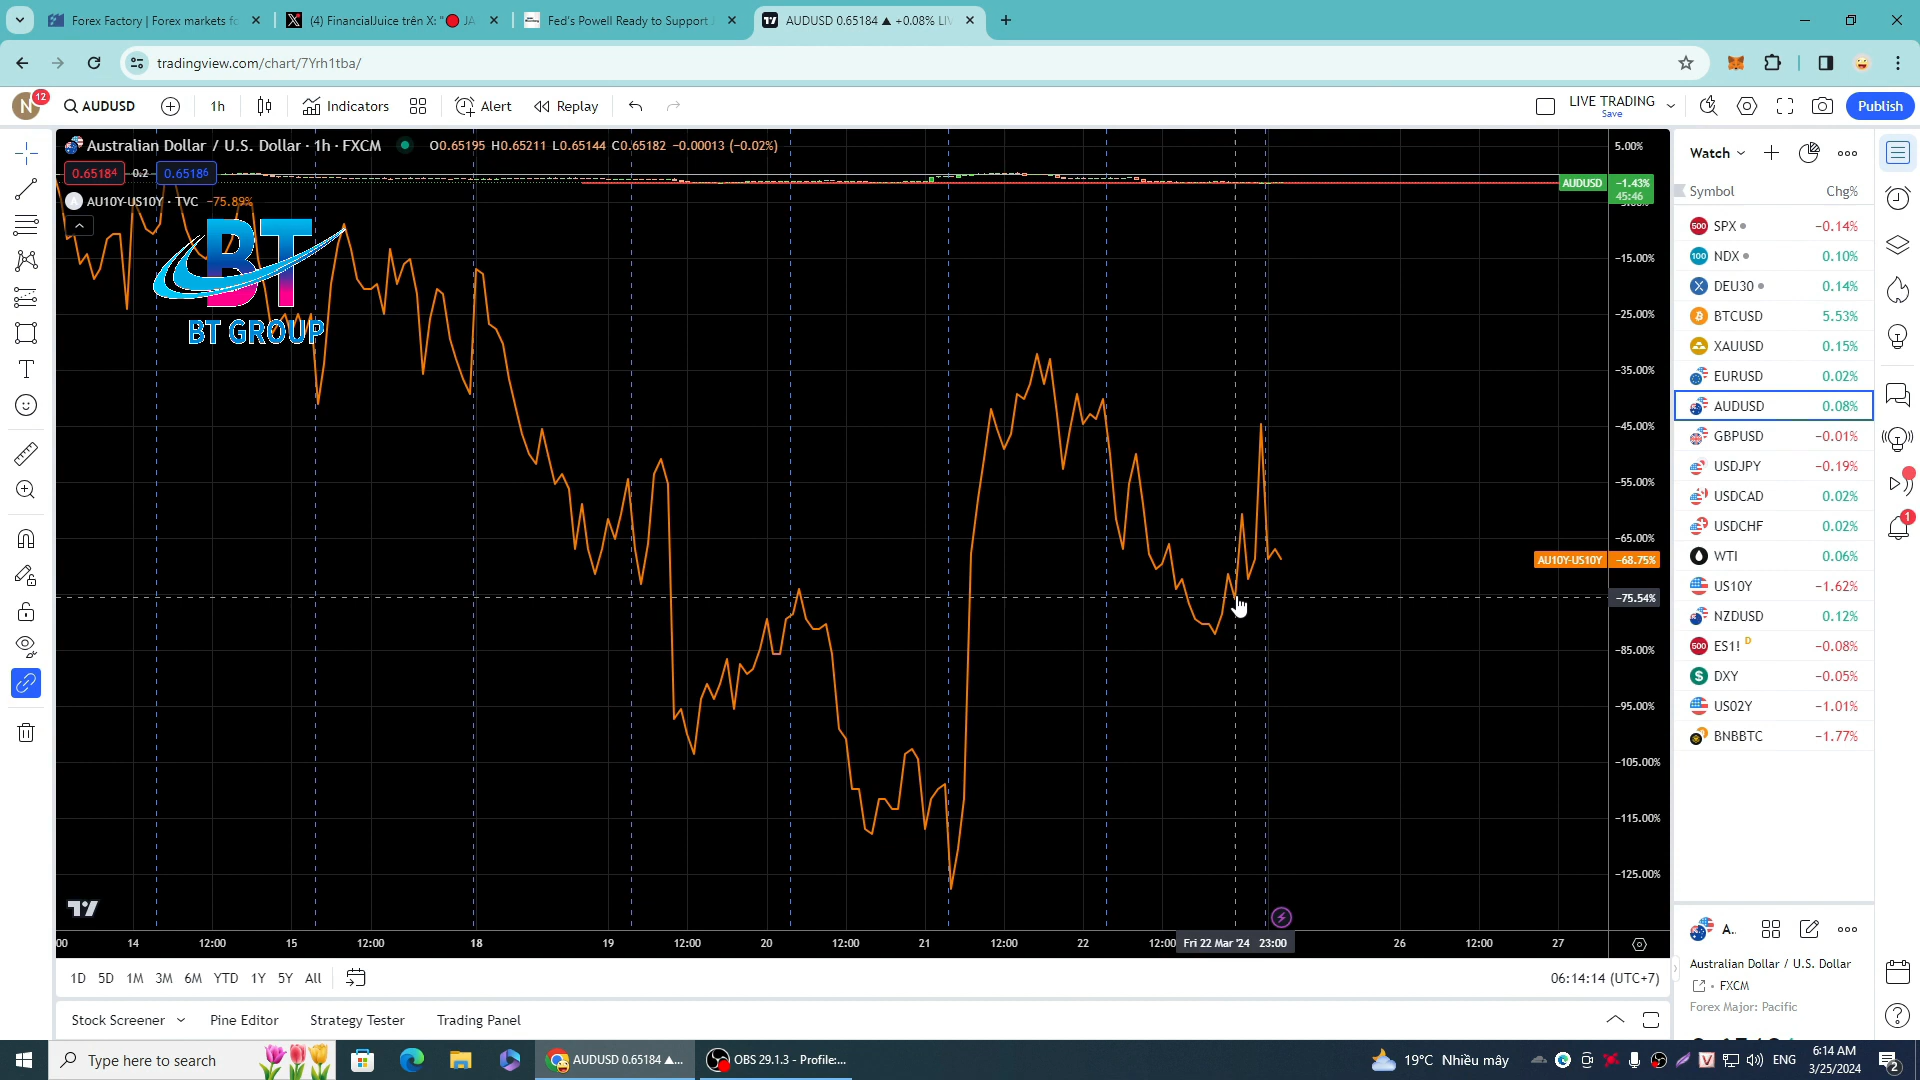 Forex Factory | Forex markets fo
(4) FinancialJuice trên X: "🔴 JA
Fed's Powell Ready to Support J
AUDUSD 0.65184 ▲ +0.08% LIV
tradingview.com/chart/7Yrh1tba/
N
12
AUDUSD
1h
Indicators
Alert
Replay
LIVE TRADING
Save
Publish
Australian Dollar / U.S. Dollar · 1h · FXCM
O0.65195 H0.65211 L0.65144 C0.65182 −0.00013 (−0.02%)
0.65184
0.2
0.65186
AU10Y-US10Y · TVC −75.89%
BT
BT GROUP
5.00%
AUDUSD −1.43%
45:46
−15.00%
−25.00%
−35.00%
−45.00%
−55.00%
−65.00%
AU10Y-US10Y −68.75%
−75.54%
−85.00%
−95.00%
−105.00%
−115.00%
−125.00%
00 14 12:00 15 12:00 18 19 12:00 20 12:00 21 12:00 22 12:00 Fri 22 Mar '24 23:00 26 12:00 27
1D 5D 1M 3M 6M YTD 1Y 5Y All
06:14:14 (UTC+7)
Stock Screener Pine Editor Strategy Tester Trading Panel
Watch
Symbol Chg%
SPX −0.14%
NDX 0.10%
DEU30 0.14%
BTCUSD 5.53%
XAUUSD 0.15%
EURUSD 0.02%
AUDUSD 0.08%
GBPUSD −0.01%
USDJPY −0.19%
USDCAD 0.02%
USDCHF 0.02%
WTI 0.06%
US10Y −1.62%
NZDUSD 0.12%
ES1! D −0.08%
DXY −0.05%
US02Y −1.01%
BNBBTC −1.77%
A..
Australian Dollar / U.S. Dollar
FXCM
Forex Major: Pacific
1
Type here to search
AUDUSD 0.65184 ▲...
OBS 29.1.3 - Profile:...
19°C Nhiều mây
ENG
6:14 AM
3/25/2024
2